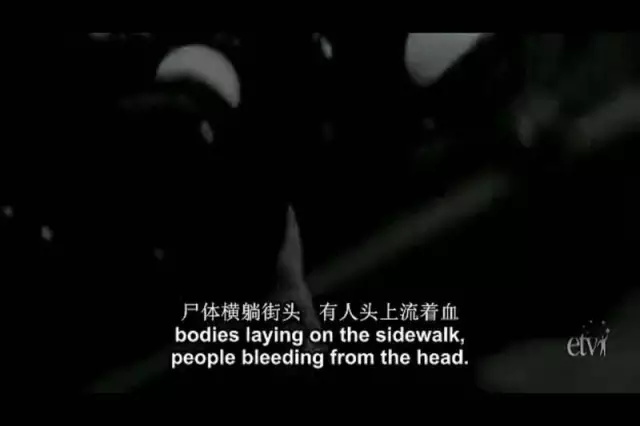 尸体横躺街头 有人头上流着血
bodies laying on the sidewalk,
people bleeding from the head.
etv